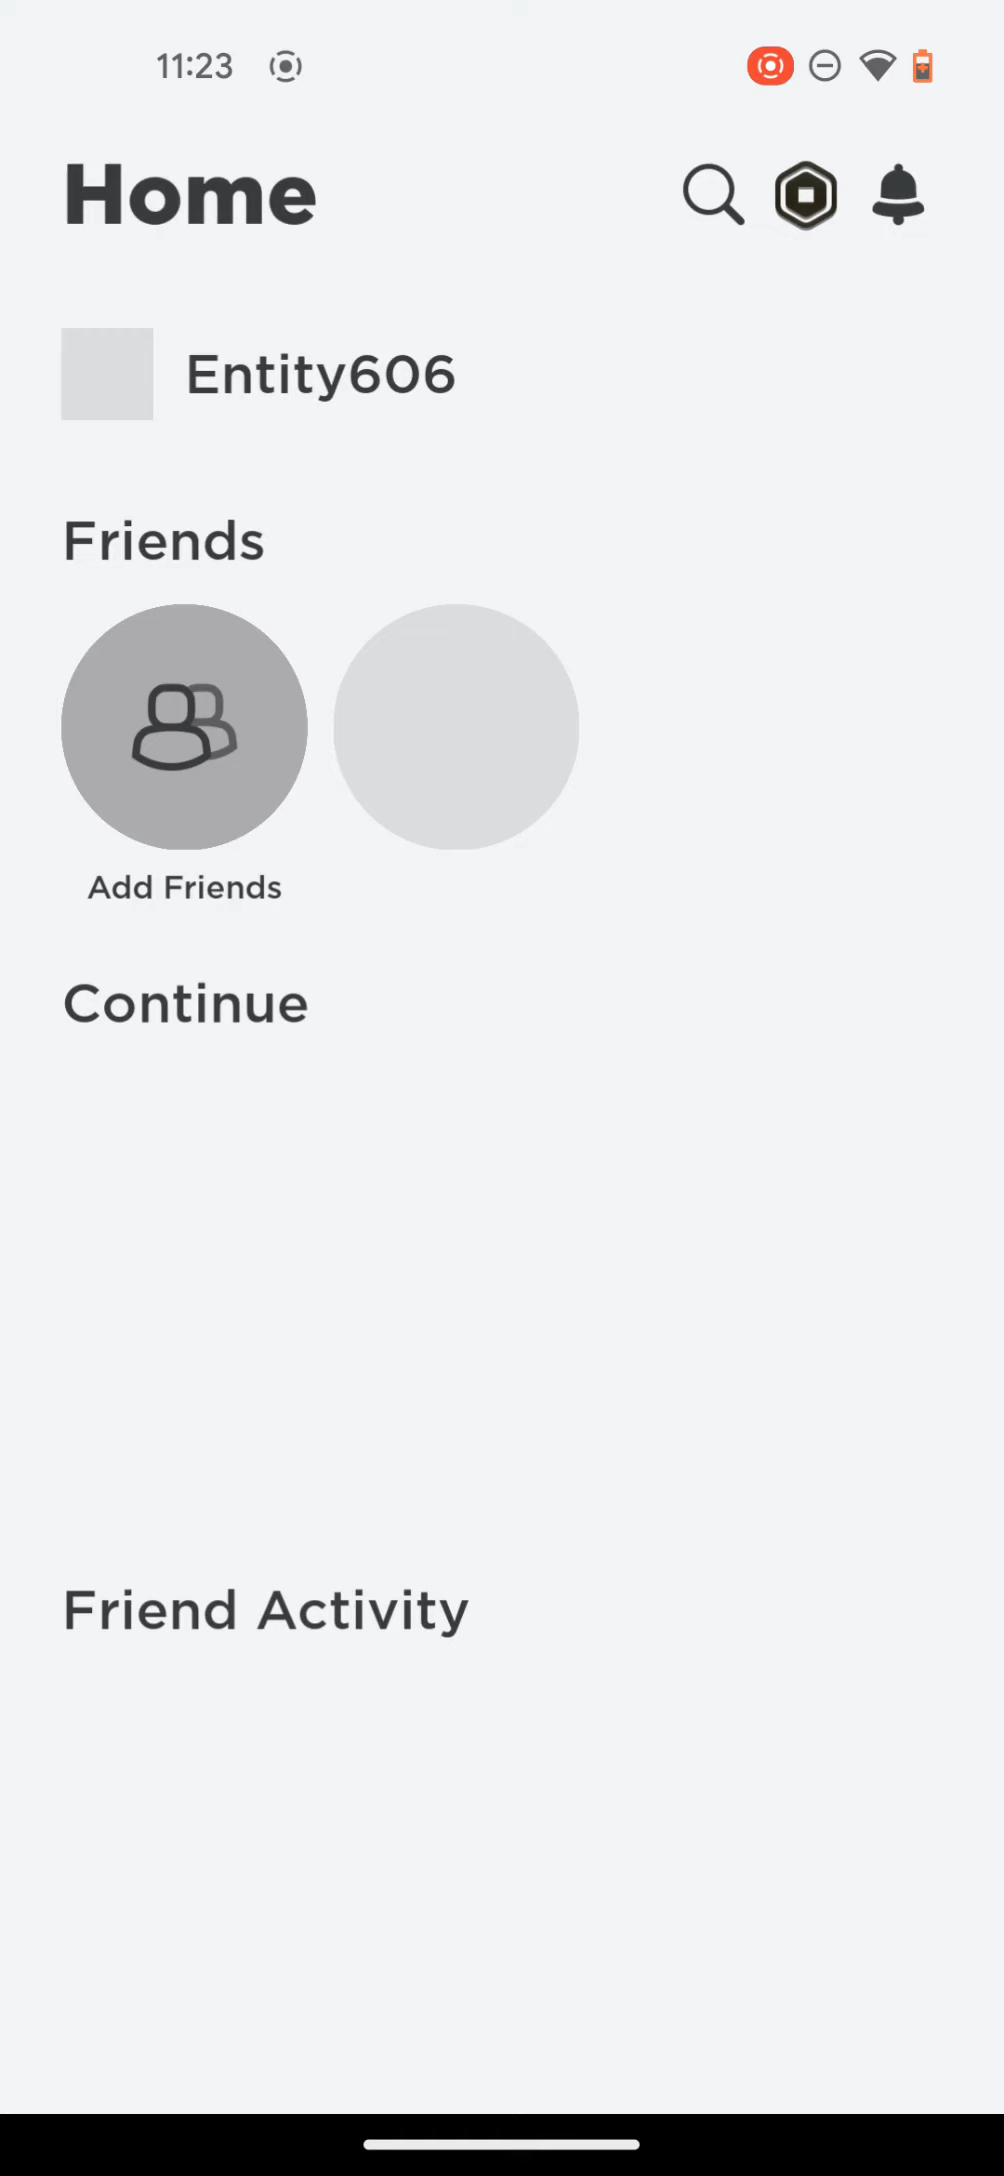 11:23
Home
Entity606
Friends
Add Friends
Continue
Friend Activity